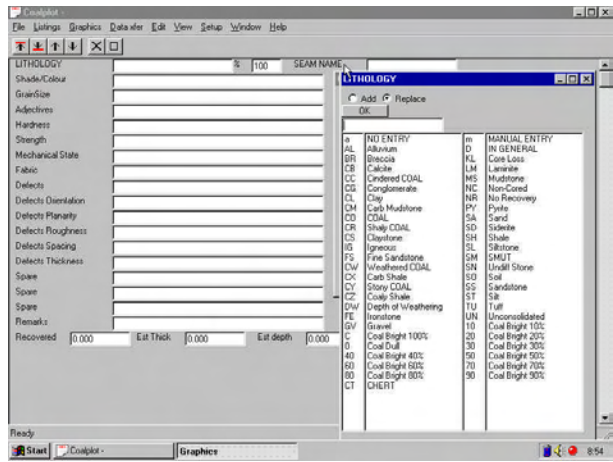 Coalplot -
File Listings Graphics Data xfer Edit View Setup Window Help
LITHOLOGY % 100 SEAM NAME
Shade/Colour
GrainSize
Adjectives
Hardness
Strength
Mechanical State
Fabric
Defects
Defects Orientation
Defects Planarity
Defects Roughness
Defects Spacing
Defects Thickness
Spare
Spare
Spare
Remarks
Recovered 0.000 Est Thick 0.000 Est depth 0.000
LITHOLOGY
Add Replace
OK
a NO ENTRY m MANUAL ENTRY
AL Alluvium D IN GENERAL
BR Breccia KL Core Loss
CB Calcite LM Laminite
CC Cindered COAL MS Mudstone
CG Conglomerate NC Non-Cored
CL Clay NR No Recovery
CM Carb Mudstone PY Pyrite
CO COAL SA Sand
CR Shaly COAL SD Siderite
CS Claystone SH Shale
IG Igneous SL Siltstone
FS Fine Sandstone SM SMUT
CW Weathered COAL SN Undiff Stone
CX Carb Shale SO Soil
CY Stony COAL SS Sandstone
CZ Coaly Shale ST Silt
DW Depth of Weathering TU Tuff
FE Ironstone UN Unconsolidated
GV Gravel 10 Coal Bright 10%
C Coal Bright 100% 20 Coal Bright 20%
0 Coal Dull 30 Coal Bright 30%
40 Coal Bright 40% 50 Coal Bright 50%
60 Coal Bright 60% 70 Coal Bright 70%
80 Coal Bright 80% 90 Coal Bright 90%
CT CHERT
Ready
Start Coalplot - Graphics 8:54